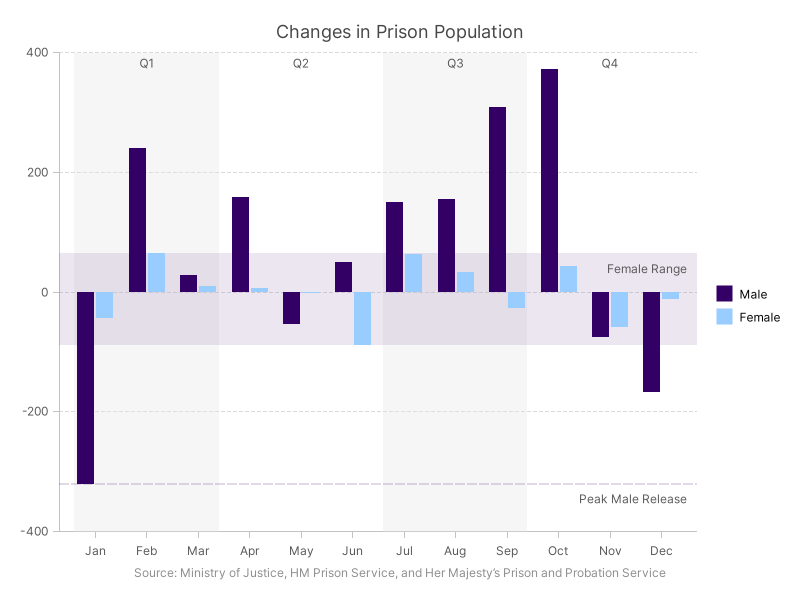 Changes in Prison Population
400
Q1 Q2 Q3 Q4
200
Female Range
0
Male
Female
-200
Peak Male Release
-400
Jan Feb Mar Apr May Jun Jul Aug Sep Oct Nov Dec
Source: Ministry of Justice, HM Prison Service, and Her Majesty’s Prison and Probation Service